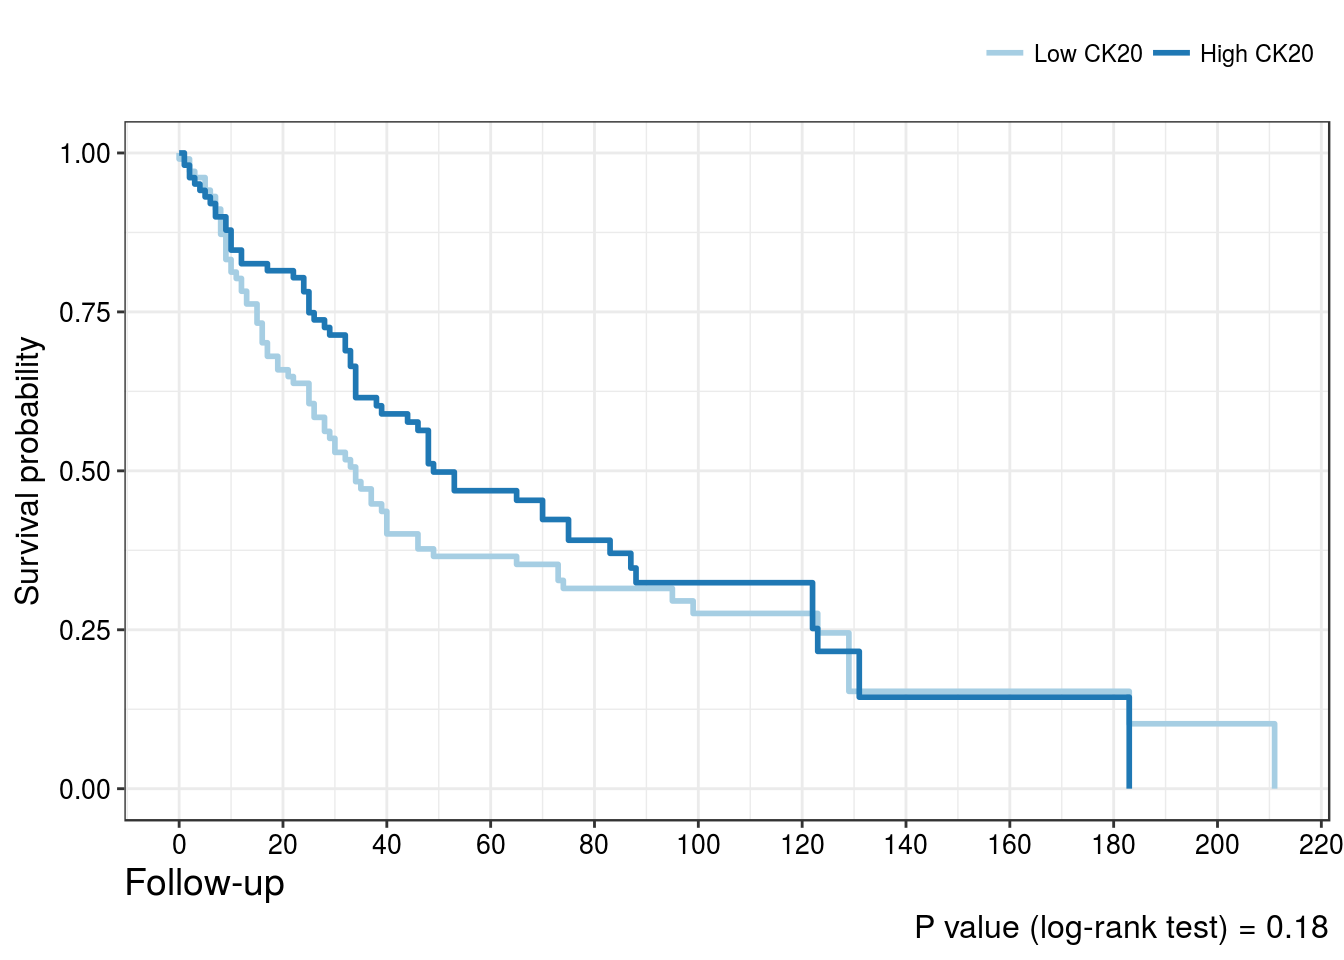 Low CK20 High CK20
1.00
0.75
0.50
0.25
0.00
Survival probability
0 20 40 60 80 100 120 140 160 180 200 220
Follow-up
P value (log-rank test) = 0.18